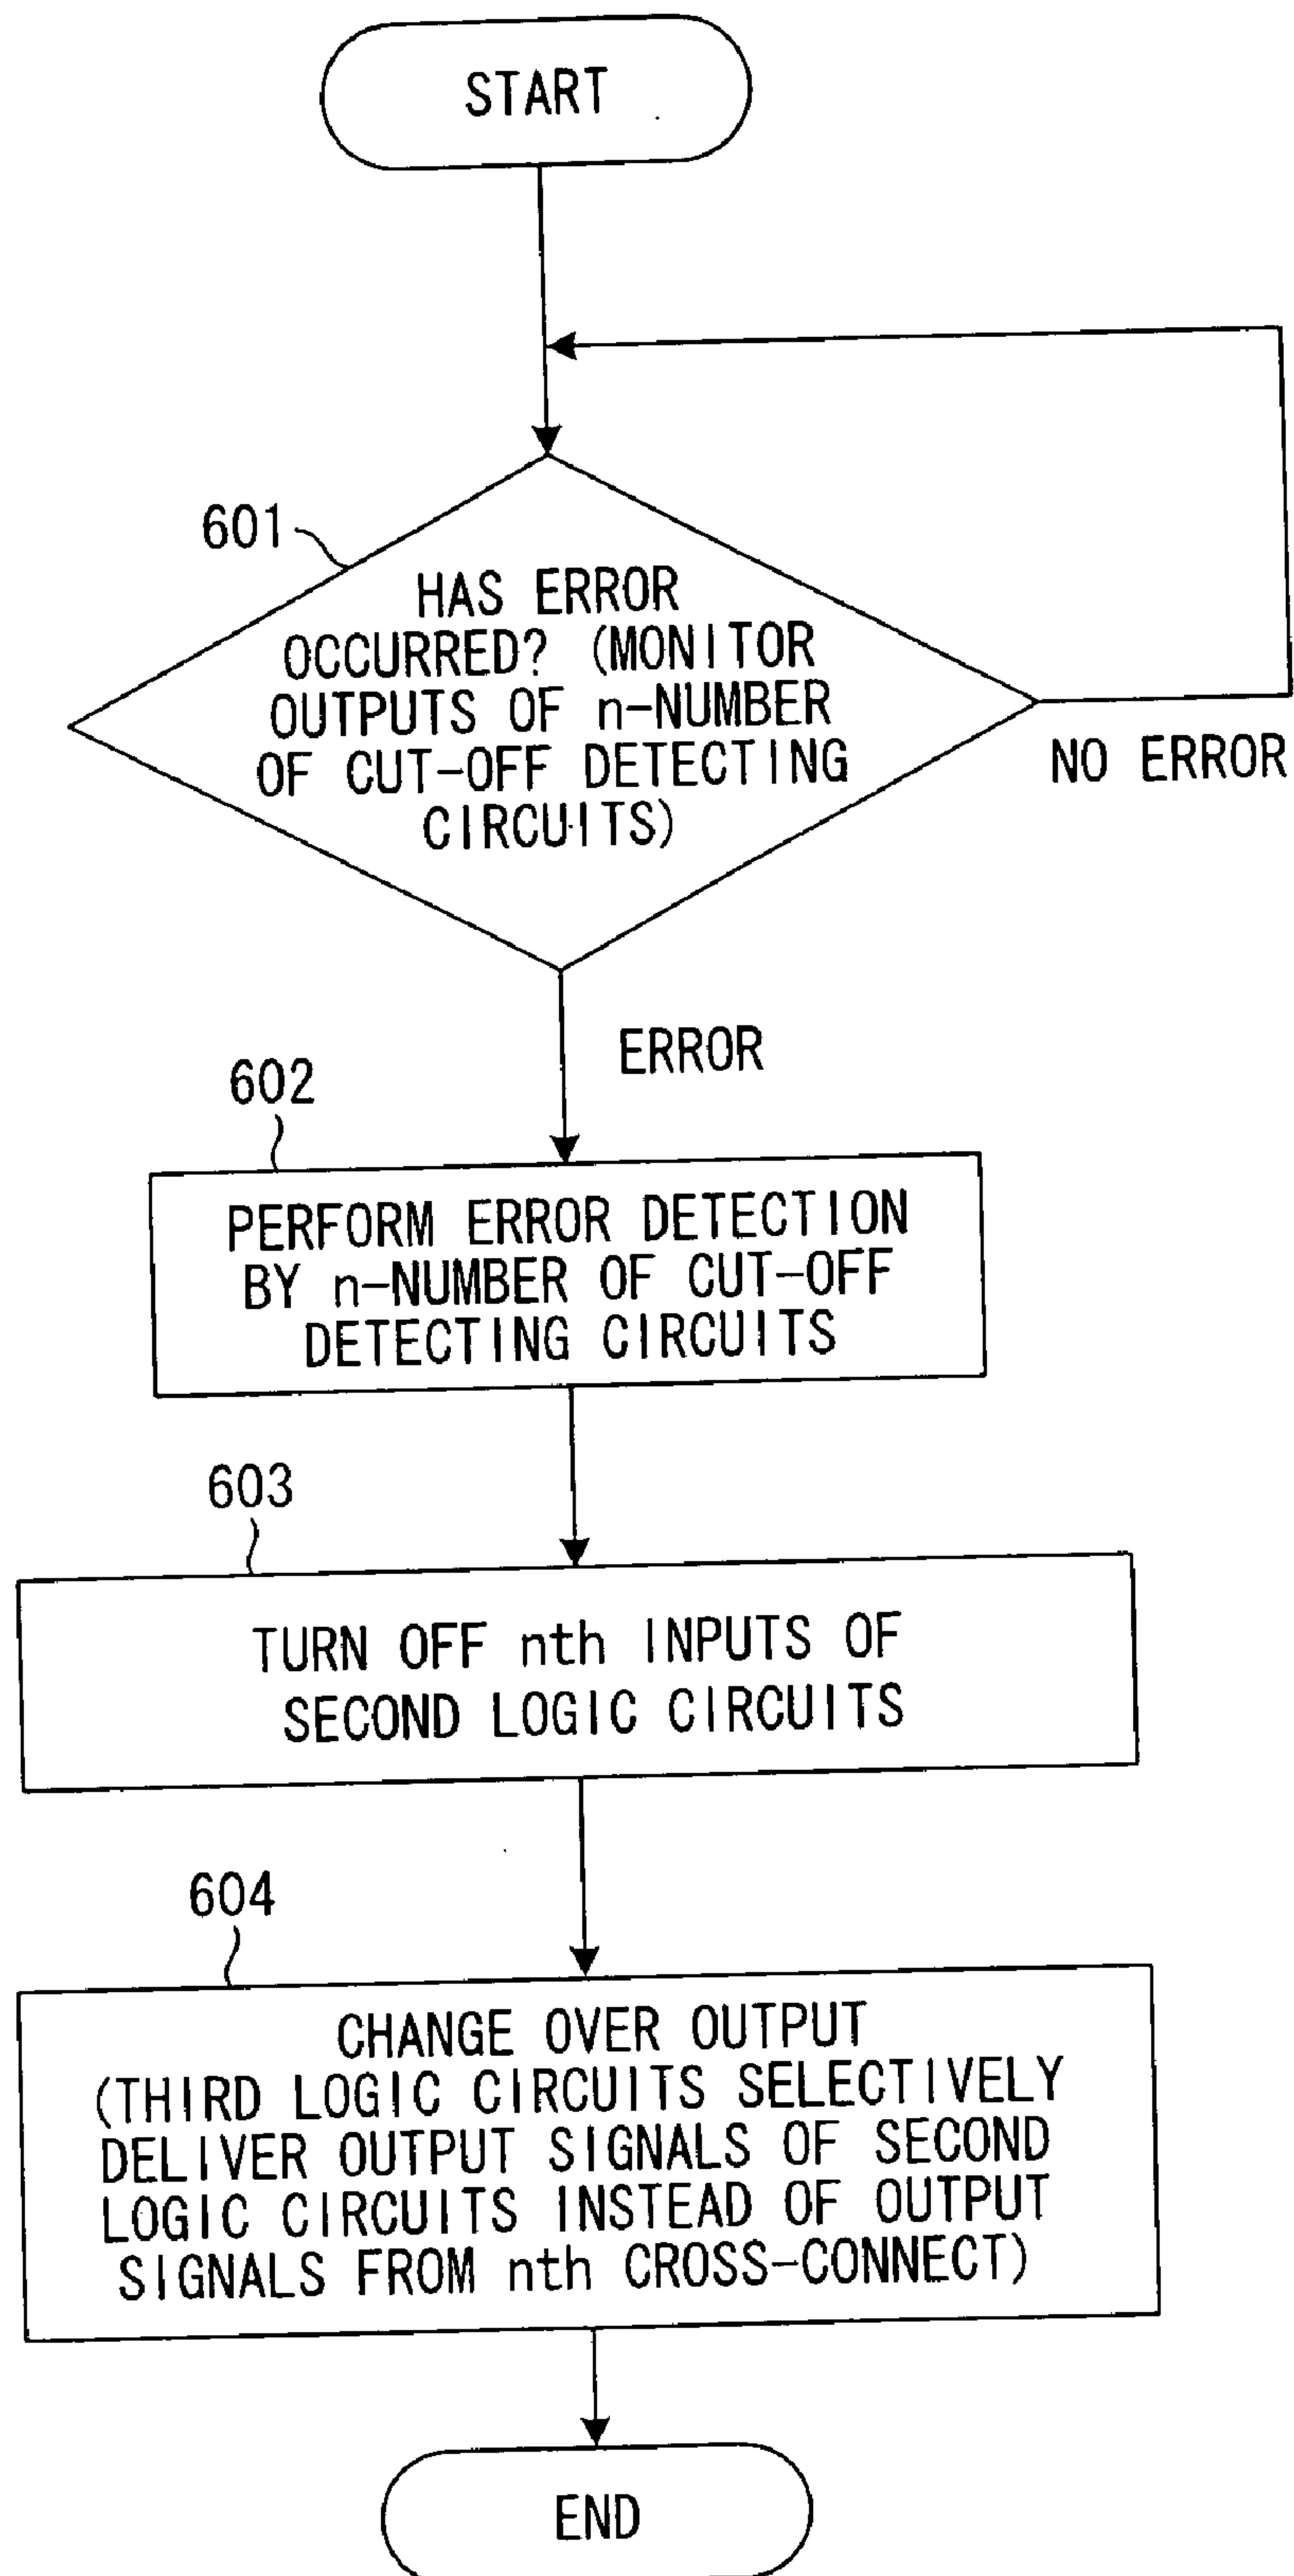 START
601
HAS ERROR
OCCURRED? (MONITOR
OUTPUTS OF n-NUMBER
OF CUT-OFF DETECTING
CIRCUITS)
NO ERROR
ERROR
602
PERFORM ERROR DETECTION
BY n-NUMBER OF CUT-OFF
DETECTING CIRCUITS
603
TURN OFF nth INPUTS OF
SECOND LOGIC CIRCUITS
604
CHANGE OVER OUTPUT
(THIRD LOGIC CIRCUITS SELECTIVELY
DELIVER OUTPUT SIGNALS OF SECOND
LOGIC CIRCUITS INSTEAD OF OUTPUT
SIGNALS FROM nth CROSS-CONNECT)
END